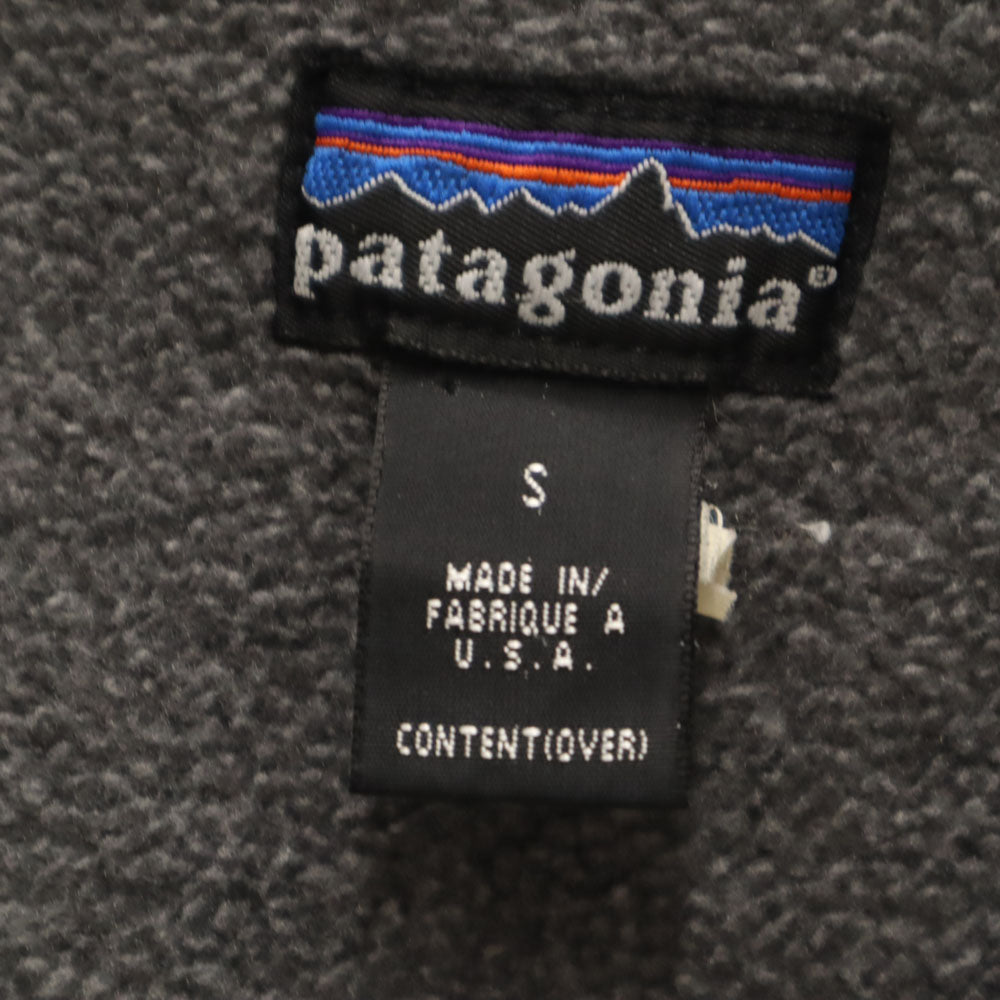 patagonia®
S
MADE IN/
FABRIQUE A
U.S.A.
CONTENT(OVER)